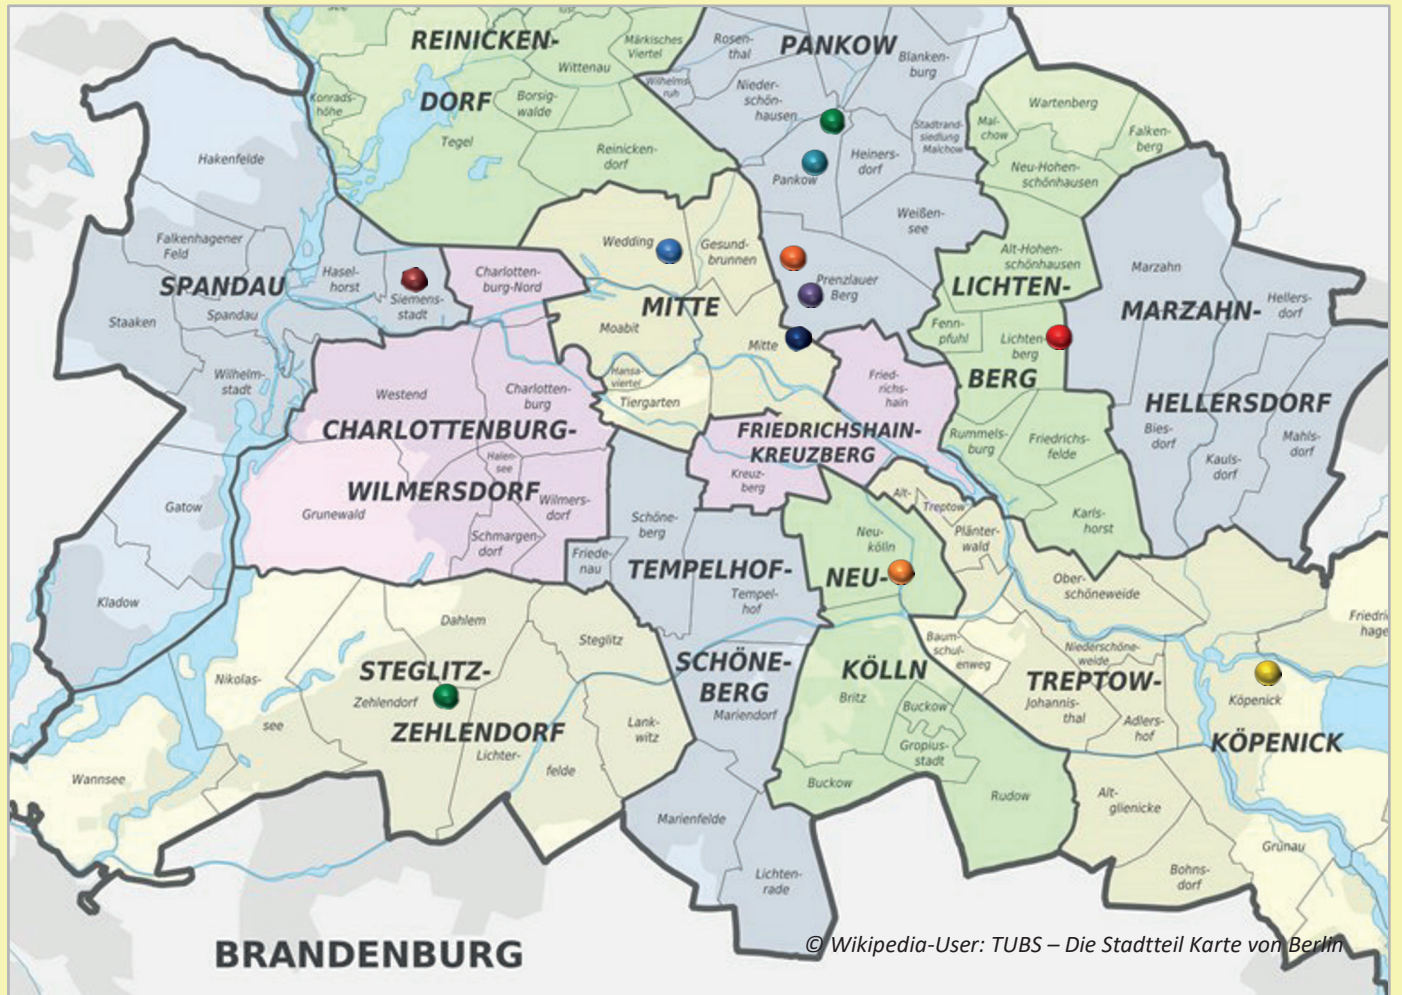 REINICKEN-
DORF
Märkisches
Viertel
Wittenau
Konrads-
höhe
Borsig-
walde
Tegel
Reinicken-
dorf
Wilhelms-
ruh
Rosen-
thal
PANKOW
Blanken-
burg
Nieder-
schön-
hausen
Stadtrand-
siedlung
Malchow
Heiners-
dorf
Pankow
Weißen-
see
Prenzlauer
Berg
Wartenberg
Mal-
chow
Falken-
berg
Neu-Hohen-
schönhausen
Alt-Hohen-
schönhausen
LICHTEN-
BERG
Fenn-
pfuhl
Lichten-
berg
Rummels-
burg
Friedrichs-
felde
Karls-
horst
Marzahn
MARZAHN-
HELLERSDORF
Hellers-
dorf
Bies-
dorf
Kauls-
dorf
Mahls-
dorf
Hakenfelde
Falkenhagener
Feld
SPANDAU
Hasel-
horst
Siemens-
stadt
Spandau
Staaken
Wilhelm-
stadt
Gatow
Kladow
Charlotten-
burg-Nord
Westend
Charlotten-
burg
CHARLOTTENBURG-
WILMERSDORF
Halen-
see
Grunewald
Wilmers-
dorf
Schmargen-
dorf
Wedding
Gesund-
brunnen
MITTE
Moabit
Mitte
Hansa-
viertel
Tiergarten
Fried-
richs-
hain
FRIEDRICHSHAIN-
KREUZBERG
Kreuz-
berg
Schöne-
berg
Friede-
nau
TEMPELHOF-
Tempel-
hof
SCHÖNE-
BERG
Mariendorf
Marienfelde
Lichten-
rade
Neu-
kölln
NEU-
KÖLLN
Britz
Buckow
Gropius-
stadt
Buckow
Rudow
Alt-
Treptow
Plänter-
wald
Ober-
schöneweide
Baum-
schul-
enweg
Niederschöne-
weide
TREPTOW-
Johannis-
thal
Adlers-
hof
Köpenick
KÖPENICK
Friedri
hage
Alt-
glienicke
Bohns-
dorf
Grünau
Dahlem
Steglitz
STEGLITZ-
ZEHLENDORF
Zehlendorf
Nikolas-
see
Lichter-
felde
Lank-
witz
Wannsee
BRANDENBURG
© Wikipedia-User: TUBS – Die Stadtteil Karte von Berlin